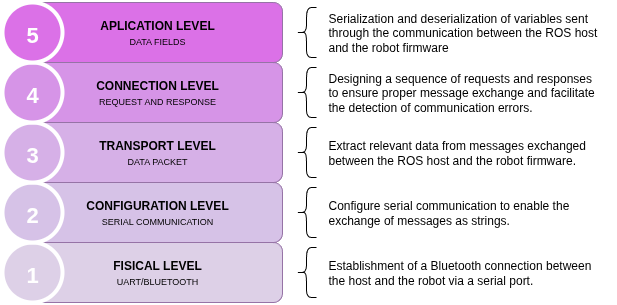 5
APLICATION LEVEL
DATA FIELDS
Serialization and deserialization of variables sent
through the communication between the ROS host
and the robot firmware
4
CONNECTION LEVEL
REQUEST AND RESPONSE
Designing a sequence of requests and responses
to ensure proper message exchange and facilitate
the detection of communication errors.
3
TRANSPORT LEVEL
DATA PACKET
Extract relevant data from messages exchanged
between the ROS host and the robot firmware.
2
CONFIGURATION LEVEL
SERIAL COMMUNICATION
Configure serial communication to enable the
exchange of messages as strings.
1
FISICAL LEVEL
UART/BLUETOOTH
Establishment of a Bluetooth connection between
the host and the robot via a serial port.